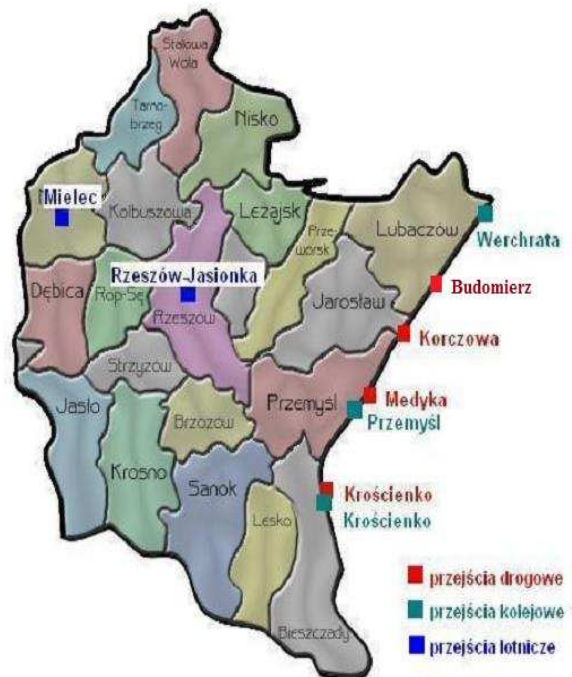 Stalowa
Wola
Tarno-
brzeg
Nisko
Mielec
Kolbuszowa
Leżajsk
Prze-
worsk
Lubaczów
Werchrata
Rzeszów-Jasionka
Dębica
Rop-Sę
Rzeszów
Jarosław
Budomierz
Korczowa
Strzyżów
Jasło
Przemyśl
Medyka
Przemyśl
Brzozów
Krosno
Sanok
Krościenko
Krościenko
Lesko
Bieszczady
przejścia drogowe
przejścia kolejowe
przejścia lotnicze